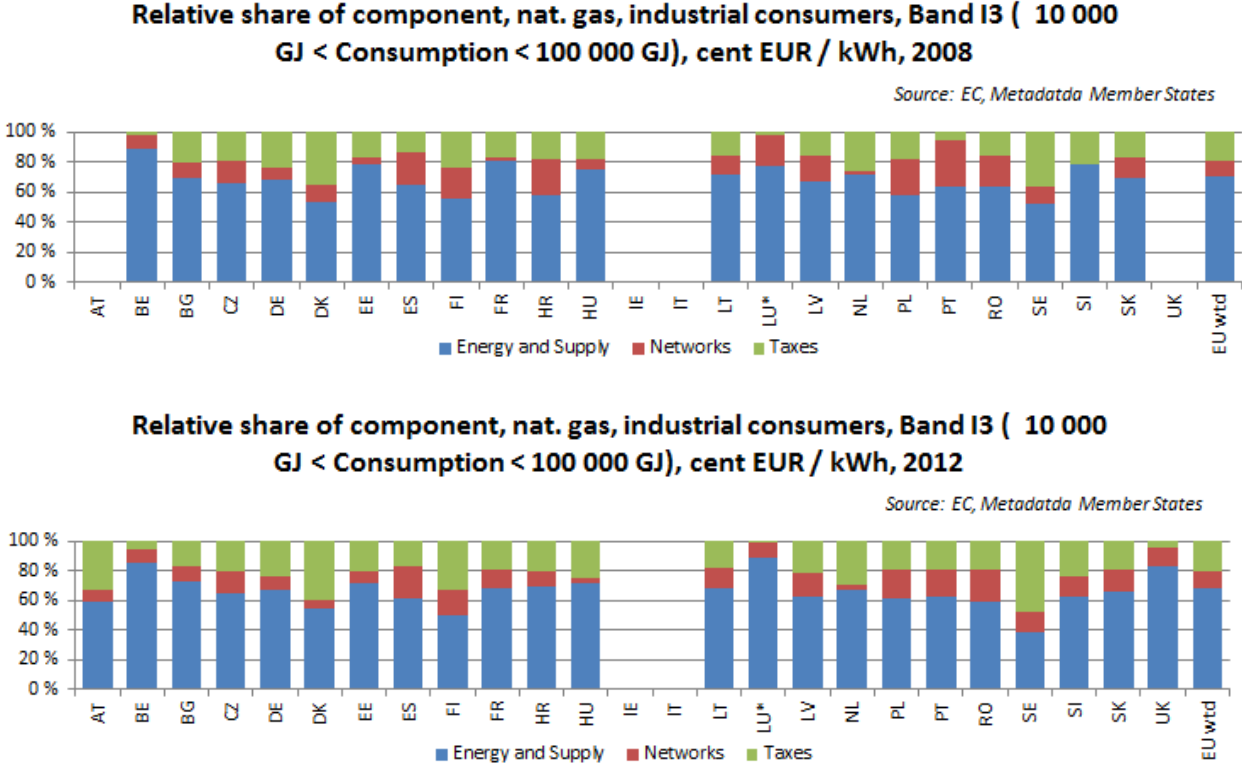 Relative share of component, nat. gas, industrial consumers, Band I3 ( 10 000
GJ < Consumption < 100 000 GJ), cent EUR / kWh, 2008
Source: EC, Metadatda Member States
100 %
80 %
60 %
40 %
20 %
0 %
AT BE BG CZ DE DK EE ES FI FR HR HU IE IT LT LU* LV NL PL PT RO SE SI SK UK EU wtd
Energy and Supply Networks Taxes
Relative share of component, nat. gas, industrial consumers, Band I3 ( 10 000
GJ < Consumption < 100 000 GJ), cent EUR / kWh, 2012
Source: EC, Metadatda Member States
100 %
80 %
60 %
40 %
20 %
0 %
AT BE BG CZ DE DK EE ES FI FR HR HU IE IT LT LU* LV NL PL PT RO SE SI SK UK EU wtd
Energy and Supply Networks Taxes